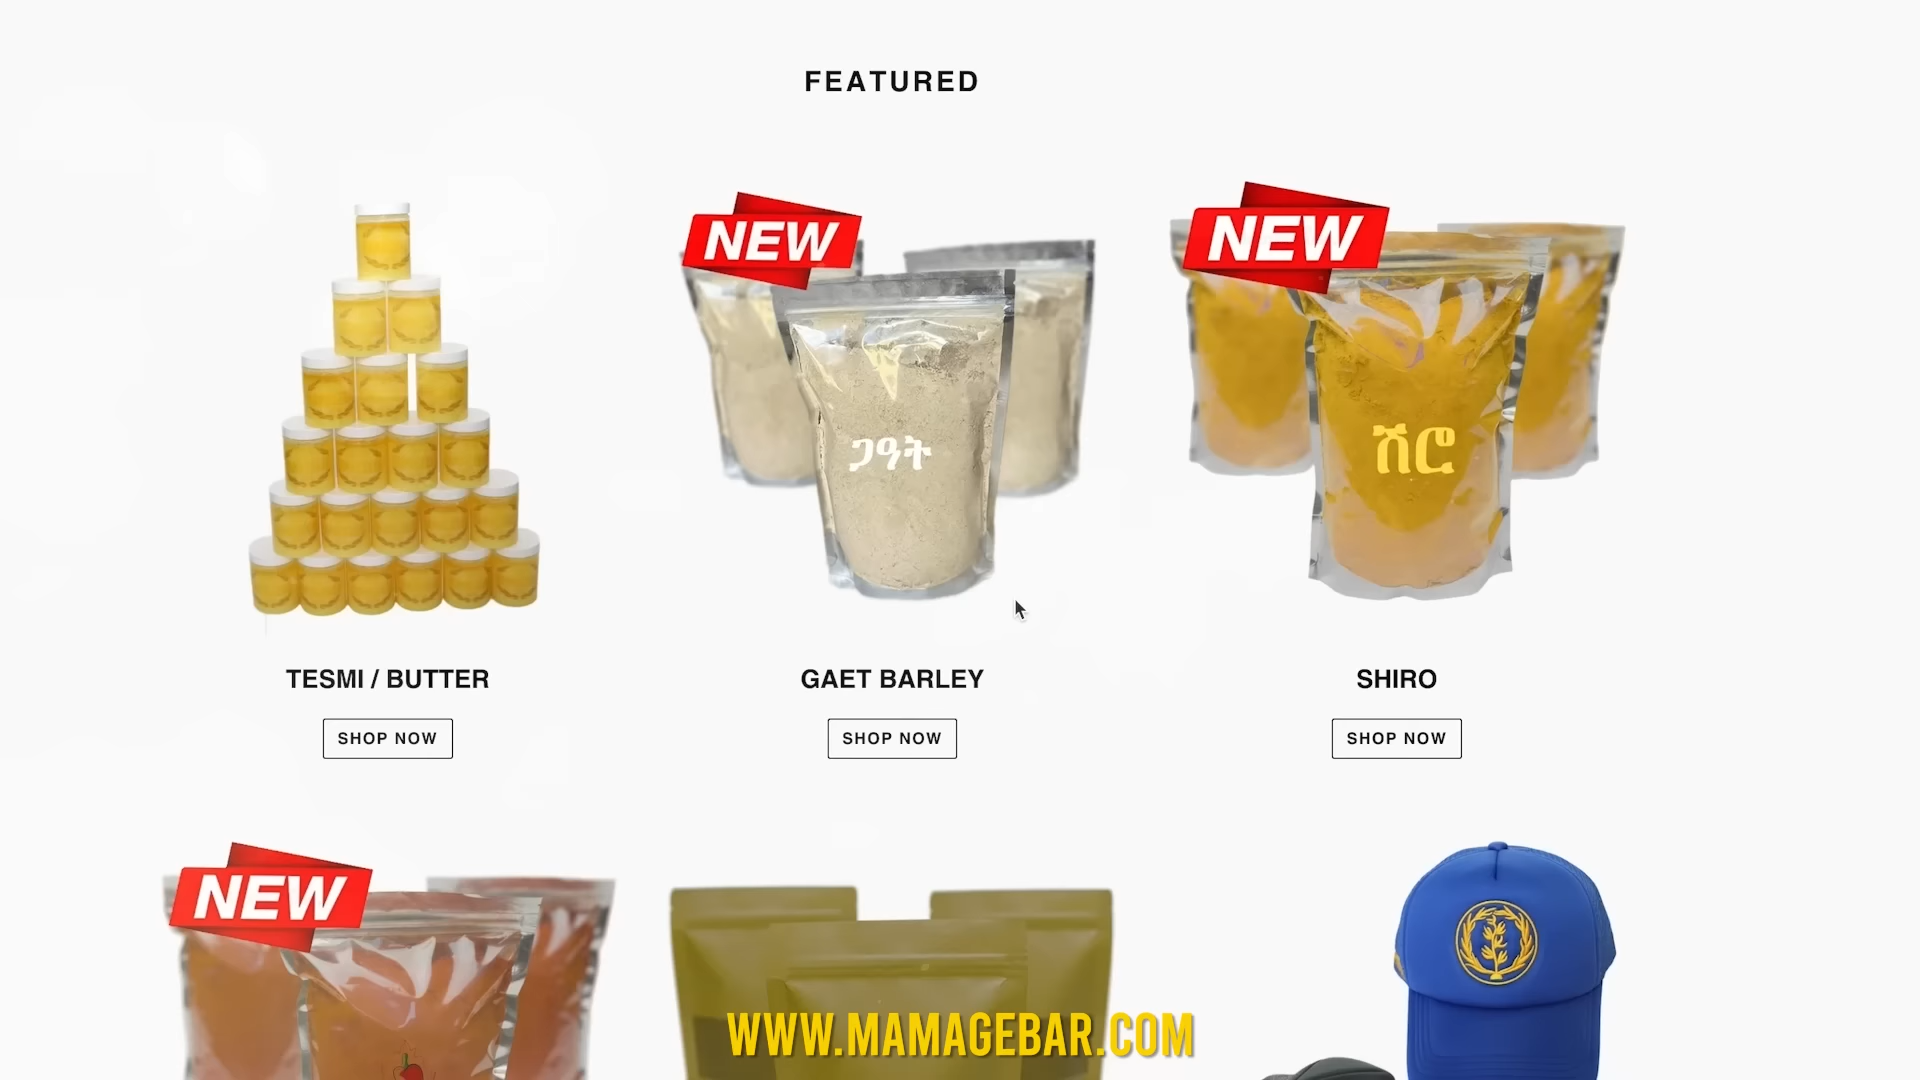 FEATURED
NEW
NEW
ጋዓት
ሽሮ
TESMI / BUTTER
GAET BARLEY
SHIRO
SHOP NOW
SHOP NOW
SHOP NOW
NEW
WWW.MAMAGEBAR.COM